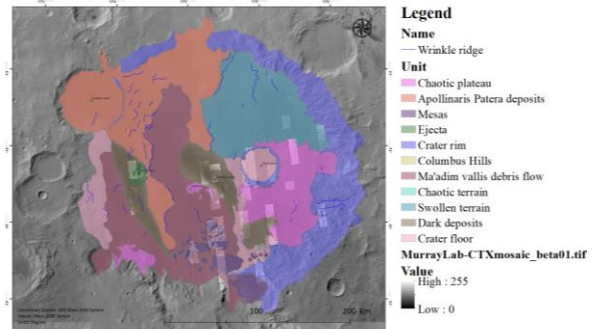 Legend
Name
Wrinkle ridge
Unit
Chaotic plateau
Apollinaris Patera deposits
Mesas
Ejecta
Crater rim
Columbus Hills
Ma'adim vallis debris flow
Chaotic terrain
Swollen terrain
Dark deposits
Crater floor
MurrayLab-CTXmosaic_beta01.tif
Value
High : 255
Low : 0
0
100
200 Km